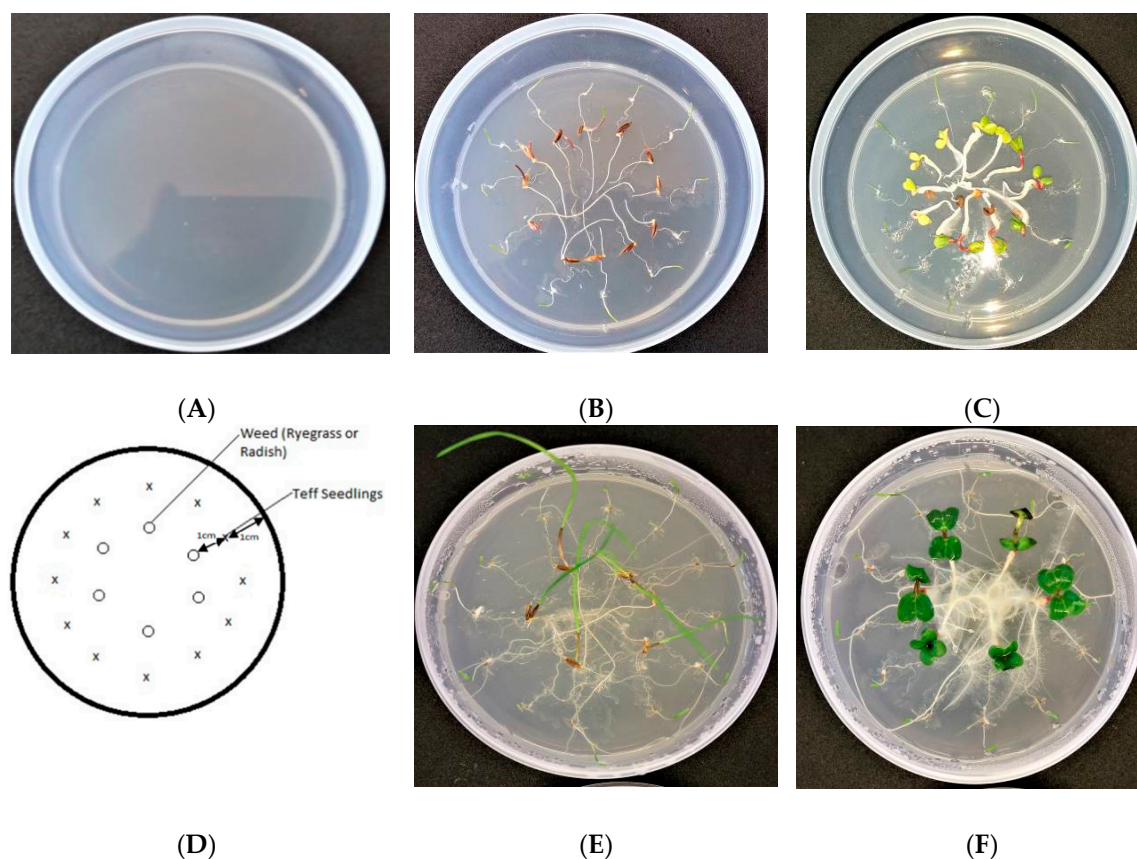 (A)
(B)
(C)
Weed (Ryegrass or
Radish)
Teff Seedlings
1cm
1cm
x
x
x
x
x
x
x
x
x
x
x
x
(D)
(E)
(F)